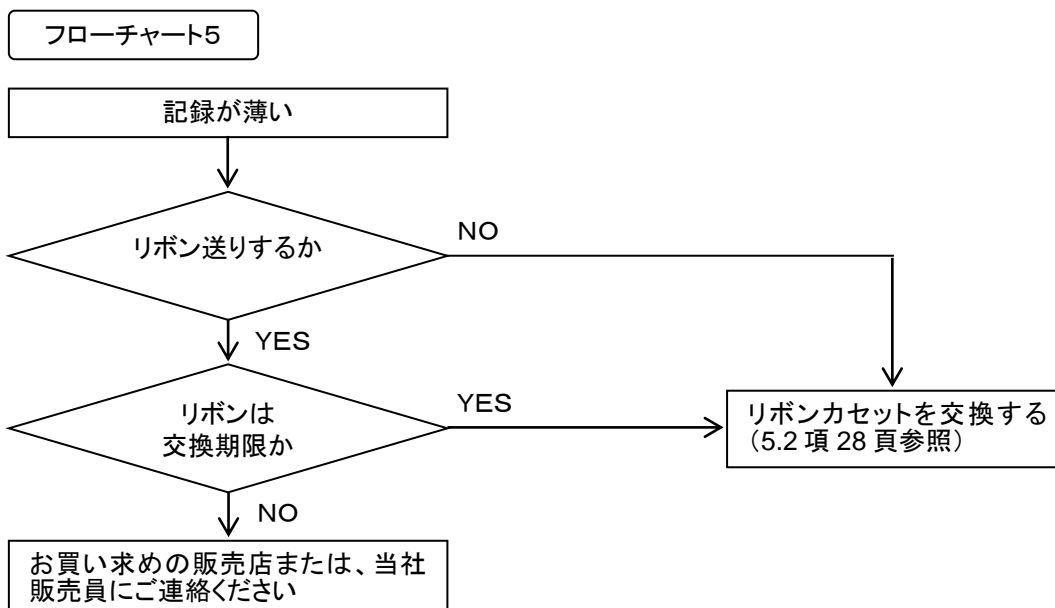 フローチャート5
記録が薄い
リボン送りするか
NO
YES
リボンは
交換期限か
YES
リボンカセットを交換する
(5.2 項 28 頁参照)
NO
お買い求めの販売店または、当社
販売員にご連絡ください